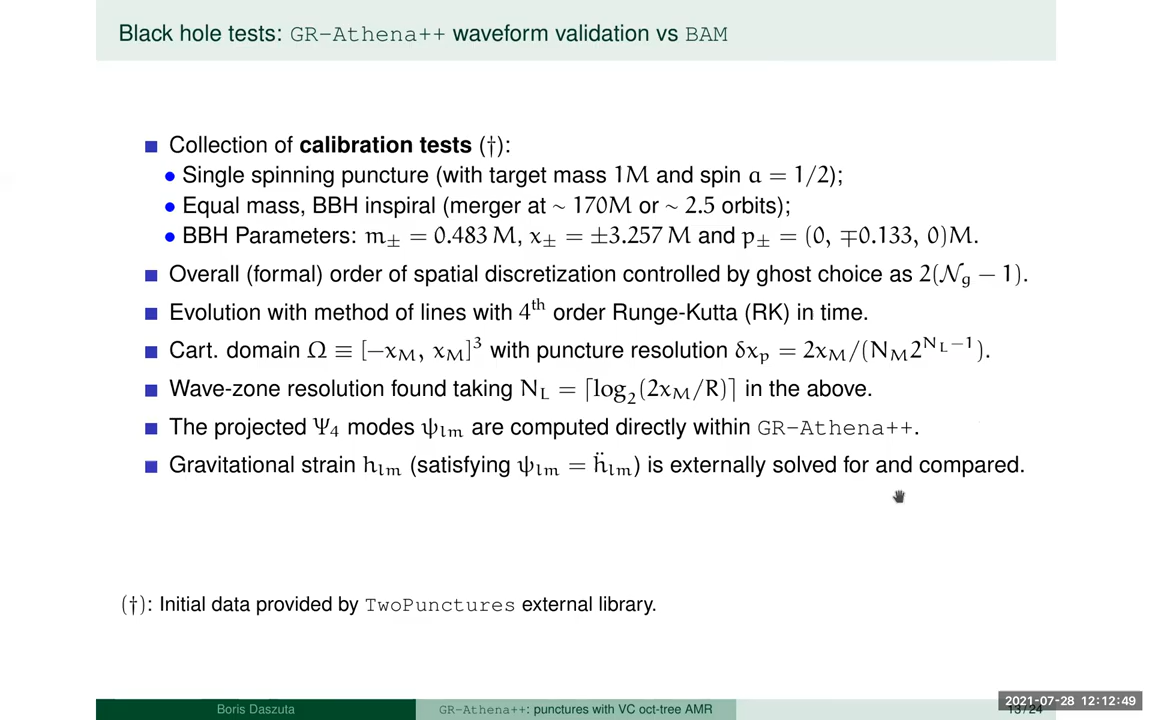 Black hole tests: GR-Athena++ waveform validation vs BAM
■ Collection of calibration tests (†):
• Single spinning puncture (with target mass 1M and spin a = 1/2);
• Equal mass, BBH inspiral (merger at ∼ 170M or ∼ 2.5 orbits);
• BBH Parameters: m± = 0.483 M, x± = ±3.257 M and p± = (0, ∓0.133, 0)M.
■ Overall (formal) order of spatial discretization controlled by ghost choice as 2(𝒩g − 1).
■ Evolution with method of lines with 4th order Runge-Kutta (RK) in time.
■ Cart. domain Ω ≡ [−xM, xM]³ with puncture resolution δxp = 2xM/(NM2^{NL−1}).
■ Wave-zone resolution found taking NL = ⌈log₂(2xM/R)⌉ in the above.
■ The projected Ψ₄ modes ψlm are computed directly within GR-Athena++.
■ Gravitational strain hlm (satisfying ψlm = ḧlm) is externally solved for and compared.
(†): Initial data provided by TwoPunctures external library.
Boris Daszuta
GR-Athena++: punctures with VC oct-tree AMR
13/24
2021-07-28 12:12:49